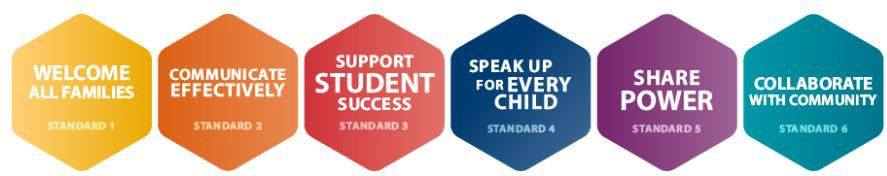 WELCOME
ALL FAMILIES
STANDARD 1
COMMUNICATE
EFFECTIVELY
STANDARD 2
SUPPORT
STUDENT
SUCCESS
STANDARD 3
SPEAK UP
FOR EVERY
CHILD
STANDARD 4
SHARE
POWER
STANDARD 5
COLLABORATE
WITH COMMUNITY
STANDARD 6